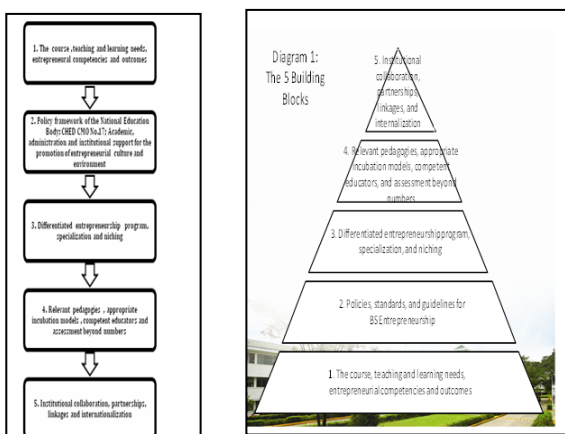 1. The course ,teaching and learning needs,
entrepreneurial competencies and outcomes
2. Policy framework of the National Education
Body: CHED CMO No.17; Academic,
administration and institutional support for the
promotion of entrepreneurial culture and
environment
3. Differentiated entrepreneurship program,
specialization and niching
4. Relevant pedagogies , appropriate
incubation models , competent educators and
assessment beyond numbers
5. Institutional collaboration, partnerships,
linkages and internationalization
Diagram 1:
The 5 Building
Blocks
5. Institutional
collaboration,
partnerships,
linkages, and
internalization
4. Relevant pedagogies, appropriate
incubation models, competent
educators, and assessment beyond
numbers
3. Differentiated entrepreneurship program,
specialization, and niching
2. Policies, standards, and guidelines for
BS Entrepreneurship
1. The course, teaching and learning needs,
entrepreneurial competencies and outcomes